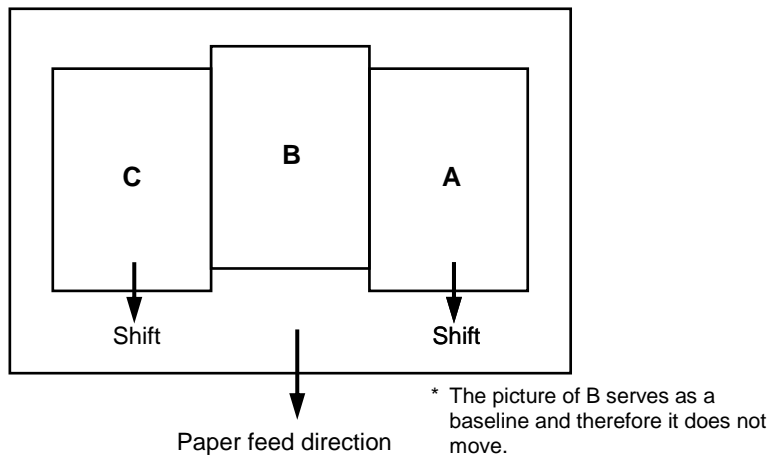 C
B
A
Shift
Shift
Paper feed direction
* The picture of B serves as a
baseline and therefore it does not
move.